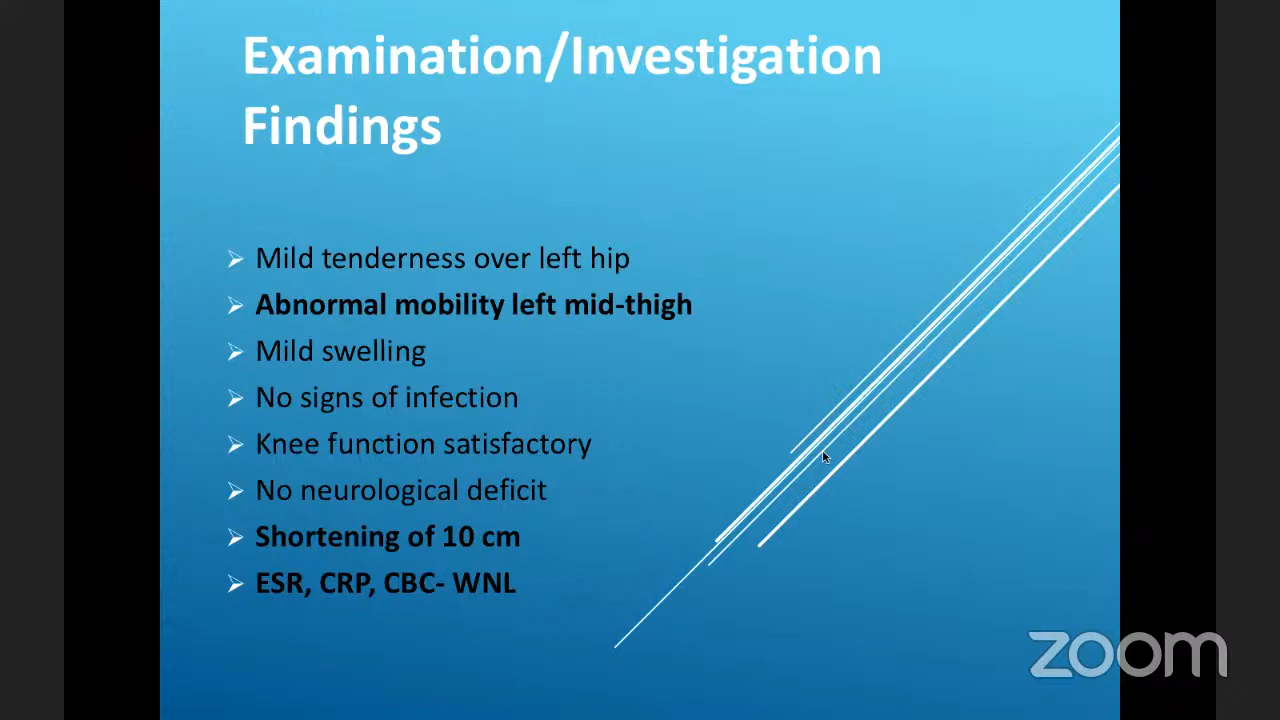 Examination/Investigation
Findings
Mild tenderness over left hip
Abnormal mobility left mid-thigh
Mild swelling
No signs of infection
Knee function satisfactory
No neurological deficit
Shortening of 10 cm
ESR, CRP, CBC- WNL
zoom